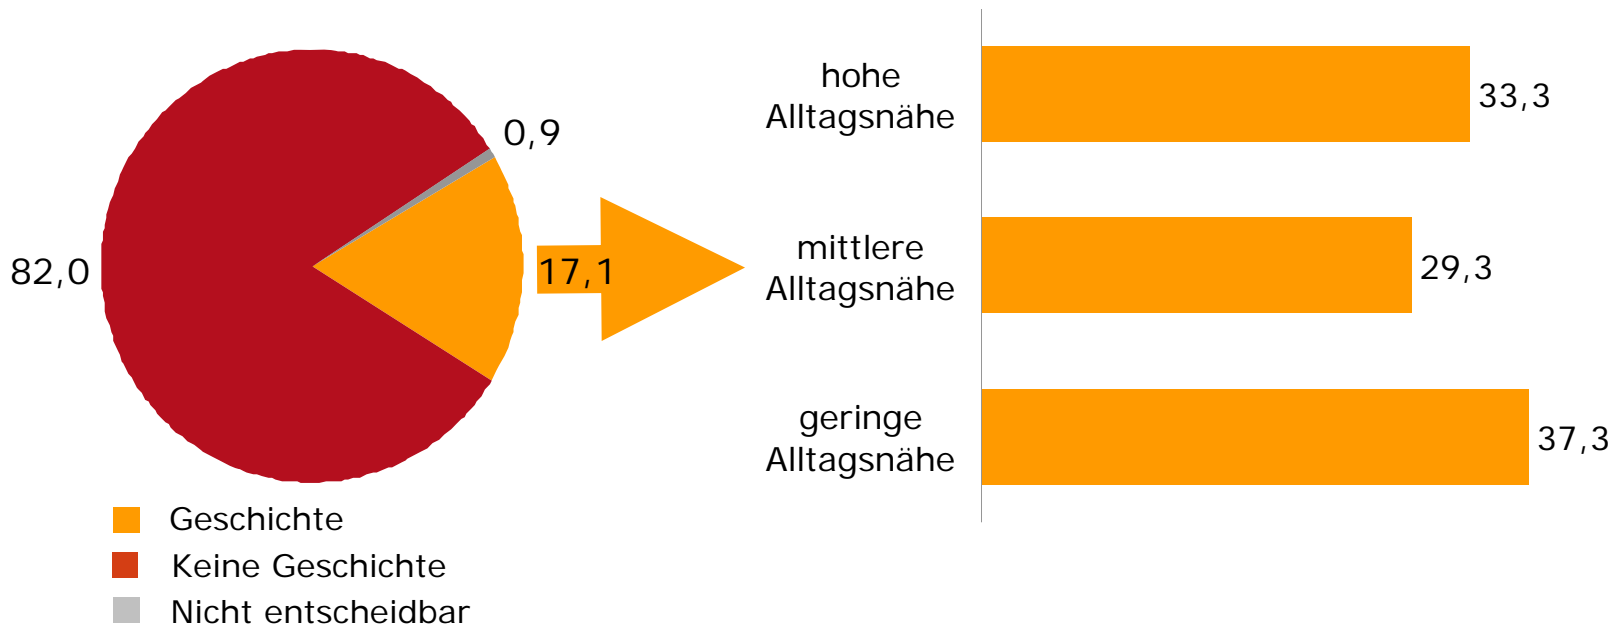 82,0
0,9
17,1
Geschichte
Keine Geschichte
Nicht entscheidbar
hohe
Alltagsnähe
33,3
mittlere
Alltagsnähe
29,3
geringe
Alltagsnähe
37,3